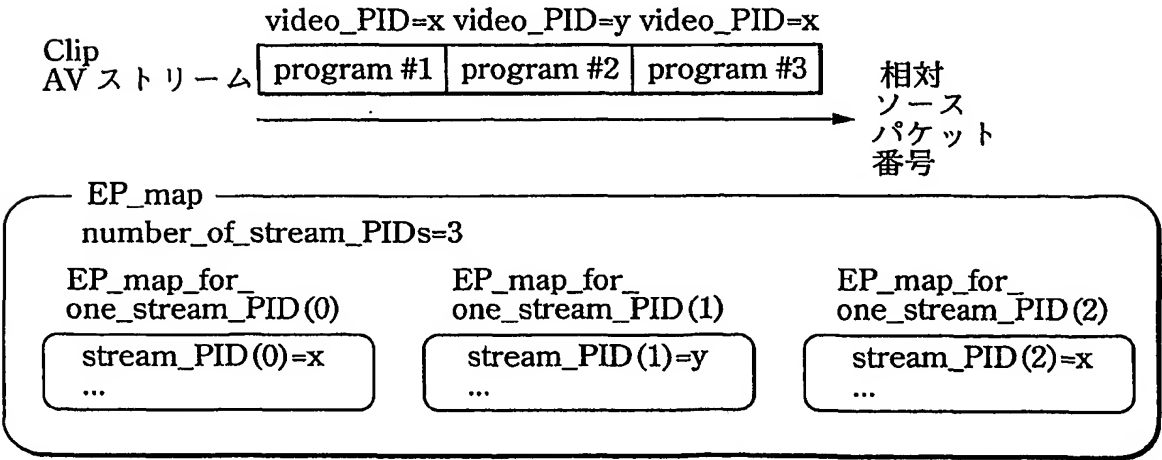 video_PID=x video_PID=y video_PID=x
Clip
AV ストリーム
program #1 program #2 program #3
相対
ソース
パケット
番号
EP_map
number_of_stream_PIDs=3
EP_map_for_
one_stream_PID(0)
EP_map_for_
one_stream_PID(1)
EP_map_for_
one_stream_PID(2)
stream_PID(0)=x
...
stream_PID(1)=y
...
stream_PID(2)=x
...